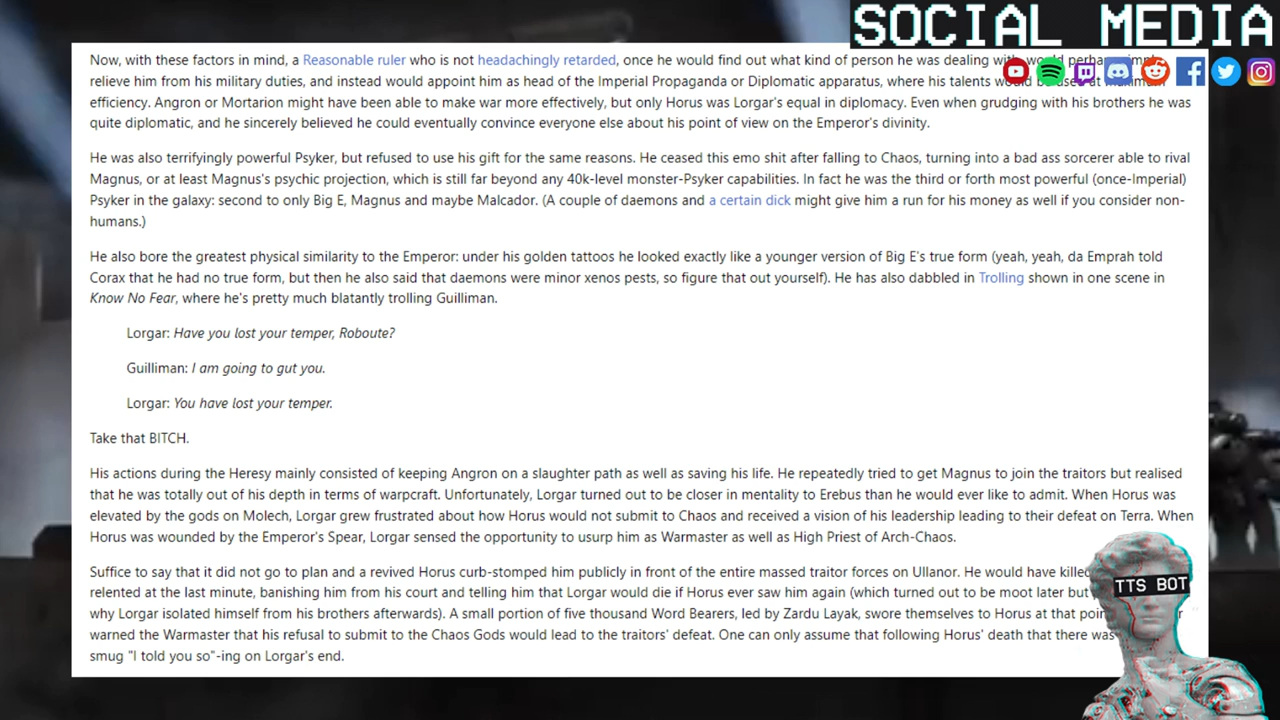 SOCIAL MEDIA
Now, with these factors in mind, a Reasonable ruler who is not headachingly retarded, once he would find out what kind of person he was dealing with would perhaps
relieve him from his military duties, and would appoint him as head of the Imperial Propaganda or Diplomatic apparatus, where his talents would be used at maximum
efficiency. Angron or Mortarion might have been able to make war more effectively, but only Horus was Lorgar's equal in diplomacy. Even when grudging with his brothers he was
quite diplomatic, and he sincerely believed he could eventually convince everyone else about his point of view on the Emperor's divinity.
He was also terrifyingly powerful Psyker, but refused to use his gift for the same reasons. He ceased this emo shit after falling to Chaos, turning into a bad ass sorcerer able to rival
Magnus, or at least Magnus's psychic projection, which is still far beyond any 40k-level monster-Psyker capabilities. In fact he was the third or forth most powerful (once-Imperial)
Psyker in the galaxy: second to only Big E, Magnus and maybe Malcador. (A couple of daemons and a certain dick might give him a run for his money as well if you consider non-
humans.)
He also bore the greatest physical similarity to the Emperor: under his golden tattoos he looked exactly like a younger version of Big E's true form (yeah, yeah, da Emprah told
Corax that he had no true form, but then he also said that daemons were minor xenos pests, so figure that out yourself). He has also dabbled in Trolling shown in one scene in
Know No Fear, where he's pretty much blatantly trolling Guilliman.
Lorgar: Have you lost your temper, Roboute?
Guilliman: I am going to gut you.
Lorgar: You have lost your temper.
Take that BITCH.
His actions during the Heresy mainly consisted of keeping Angron on a slaughter path as well as saving his life. He repeatedly tried to get Magnus to join the traitors but realised
that he was totally out of his depth in terms of warpcraft. Unfortunately, Lorgar turned out to be closer in mentality to Erebus than he would ever like to admit. When Horus was
elevated by the gods on Molech, Lorgar grew frustrated about how Horus would not submit to Chaos and received a vision of his leadership leading to their defeat on Terra. When
Horus was wounded by the Emperor's Spear, Lorgar sensed the opportunity to usurp him as Warmaster as well as High Priest of Arch-Chaos.
Suffice to say that it did not go to plan and a revived Horus curb-stomped him publicly in front of the entire massed traitor forces on Ullanor. He would have killed
relented at the last minute, banishing him from his court and telling him that Lorgar would die if Horus ever saw him again (which turned out to be moot later but
why Lorgar isolated himself from his brothers afterwards). A small portion of five thousand Word Bearers, led by Zardu Layak, swore themselves to Horus at that
warned the Warmaster that his refusal to submit to the Chaos Gods would lead to the traitors' defeat. One can only assume that following Horus' death that there was
smug "I told you so"-ing on Lorgar's end.
TTS BOT